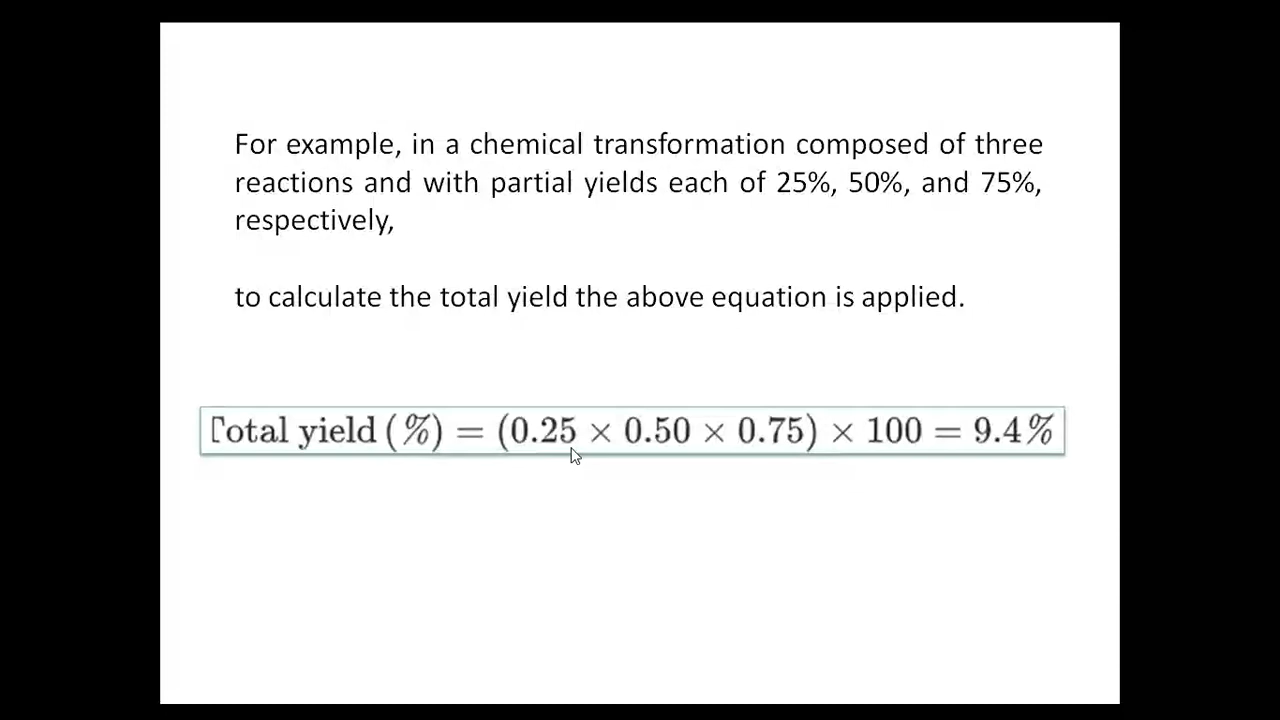 For example, in a chemical transformation composed of three
reactions and with partial yields each of 25%, 50%, and 75%,
respectively,
to calculate the total yield the above equation is applied.
Total yield (%) = (0.25 × 0.50 × 0.75) × 100 = 9.4%